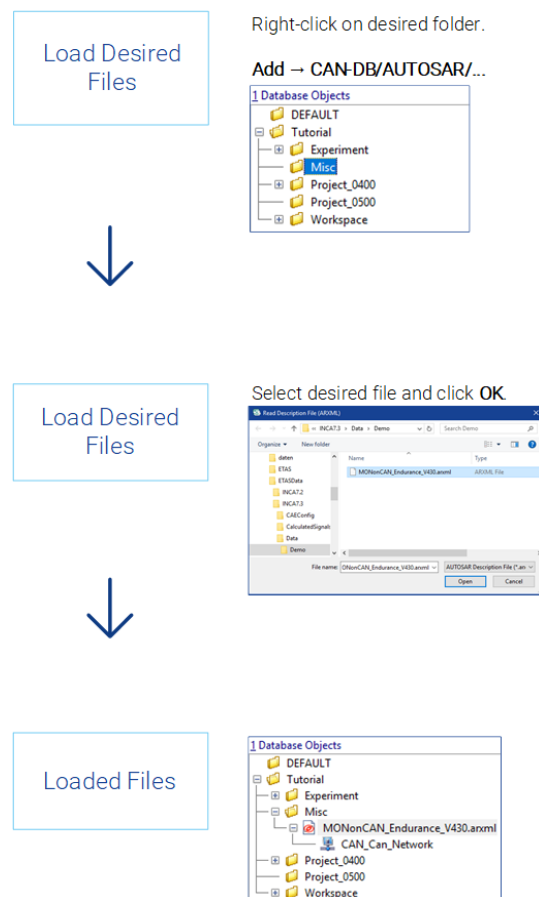 Load Desired
Files
Right-click on desired folder.
Add → CAN-DB/AUTOSAR/...
1 Database Objects
DEFAULT
Tutorial
Experiment
Misc
Project_0400
Project_0500
Workspace
Load Desired
Files
Select desired file and click OK.
Read Description File (ARXML)
« INCA7.3 › Data › Demo
Search Demo
Organize
New folder
daten
ETAS
ETASData
INCA7.2
INCA7.3
CAEConfig
CalculatedSignals
Data
Demo
Name
Type
MONonCAN_Endurance_V430.arxml
ARXML File
File name:
ONonCAN_Endurance_V430.arxml
AUTOSAR Description File (*.arx
Open
Cancel
Loaded Files
1 Database Objects
DEFAULT
Tutorial
Experiment
Misc
MONonCAN_Endurance_V430.arxml
CAN_Can_Network
Project_0400
Project_0500
Workspace